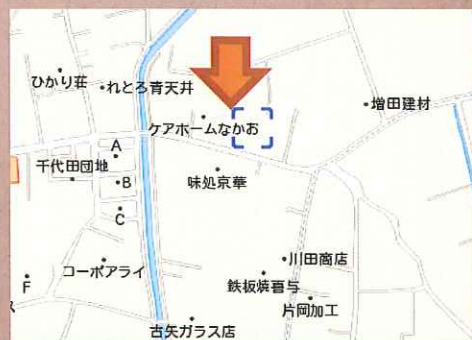 ひかり荘
れとろ青天井
増田建材
ケアホームなかお
A
千代田団地
B
味処京華
C
川田商店
コーポアライ
鉄板焼喜与
F
片岡加工
古矢ガラス店